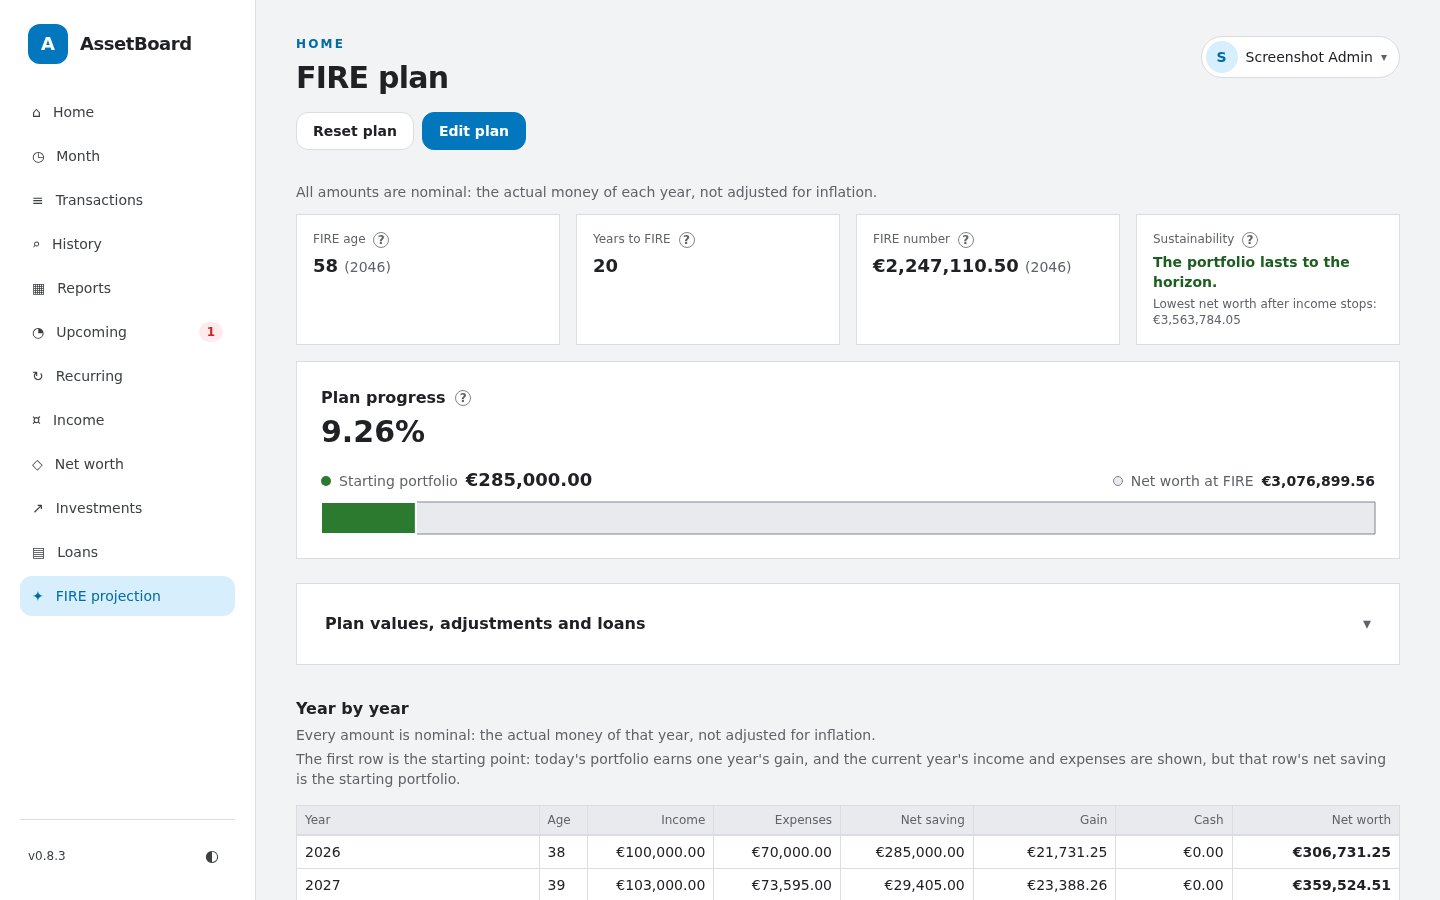 A AssetBoard
Home
Month
Transactions
History
Reports
Upcoming 1
Recurring
Income
Net worth
Investments
Loans
FIRE projection
v0.8.3
HOME
FIRE plan
S Screenshot Admin
Reset plan Edit plan
All amounts are nominal: the actual money of each year, not adjusted for inflation.
FIRE age ?
58 (2046)
Years to FIRE ?
20
FIRE number ?
€2,247,110.50 (2046)
Sustainability ?
The portfolio lasts to the
horizon.
Lowest net worth after income stops:
€3,563,784.05
Plan progress ?
9.26%
Starting portfolio €285,000.00 Net worth at FIRE €3,076,899.56
Plan values, adjustments and loans
Year by year
Every amount is nominal: the actual money of that year, not adjusted for inflation.
The first row is the starting point: today's portfolio earns one year's gain, and the current year's income and expenses are shown, but that row's net saving
is the starting portfolio.
Year Age Income Expenses Net saving Gain Cash Net worth
2026 38 €100,000.00 €70,000.00 €285,000.00 €21,731.25 €0.00 €306,731.25
2027 39 €103,000.00 €73,595.00 €29,405.00 €23,388.26 €0.00 €359,524.51